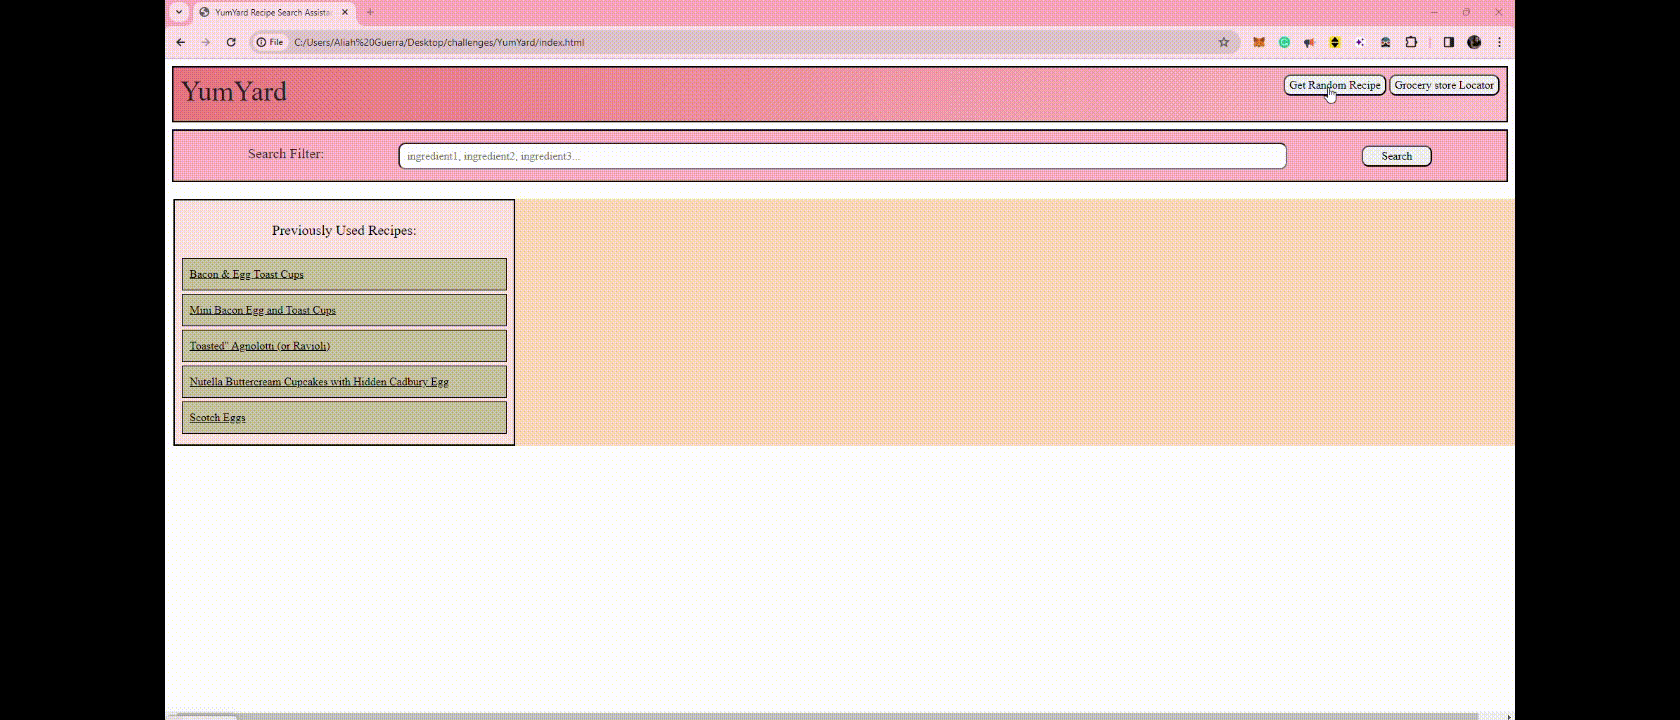 YumYard Recipe Search Assista
File C:/Users/Aliah%20Guerra/Desktop/challenges/YumYard/index.html
YumYard
Get Random Recipe Grocery store Locator
Search Filter: ingredient1, ingredient2, ingredient3... Search
Previously Used Recipes:
Bacon & Egg Toast Cups
Mini Bacon Egg and Toast Cups
Toasted" Agnolotti (or Ravioli)
Nutella Buttercream Cupcakes with Hidden Cadbury Egg
Scotch Eggs